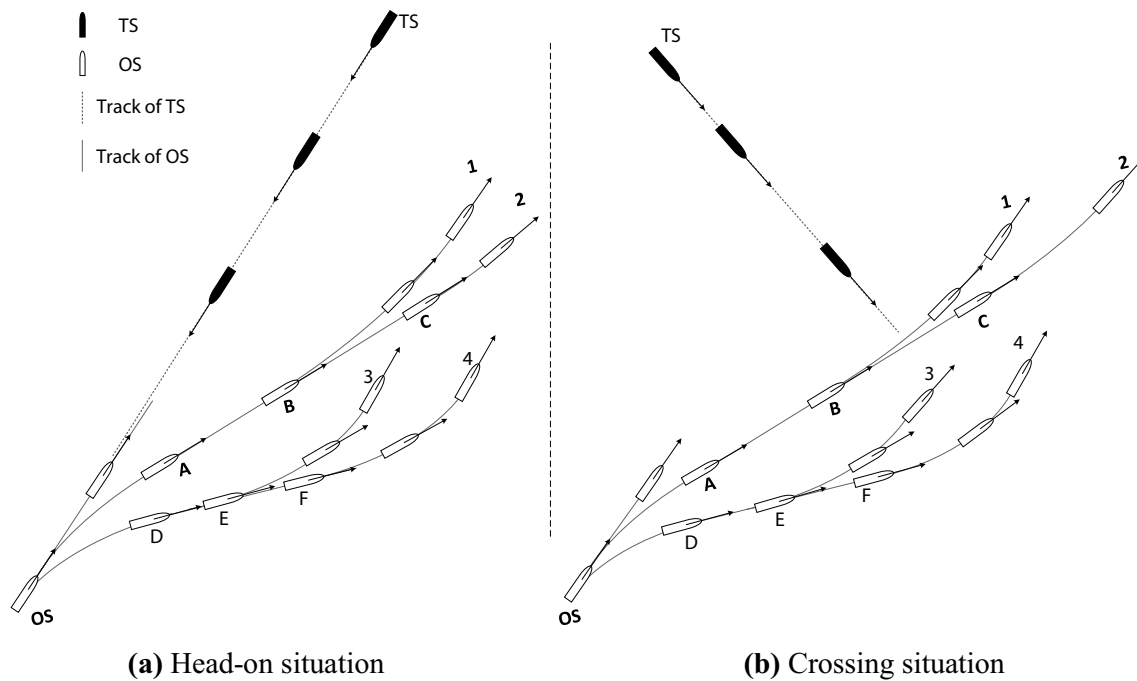 TS
OS
Track of TS
Track of OS
TS
1
2
C
B
3
4
A
F
E
D
OS
(a) Head-on situation
TS
2
1
C
B
4
3
A
F
E
D
OS
(b) Crossing situation